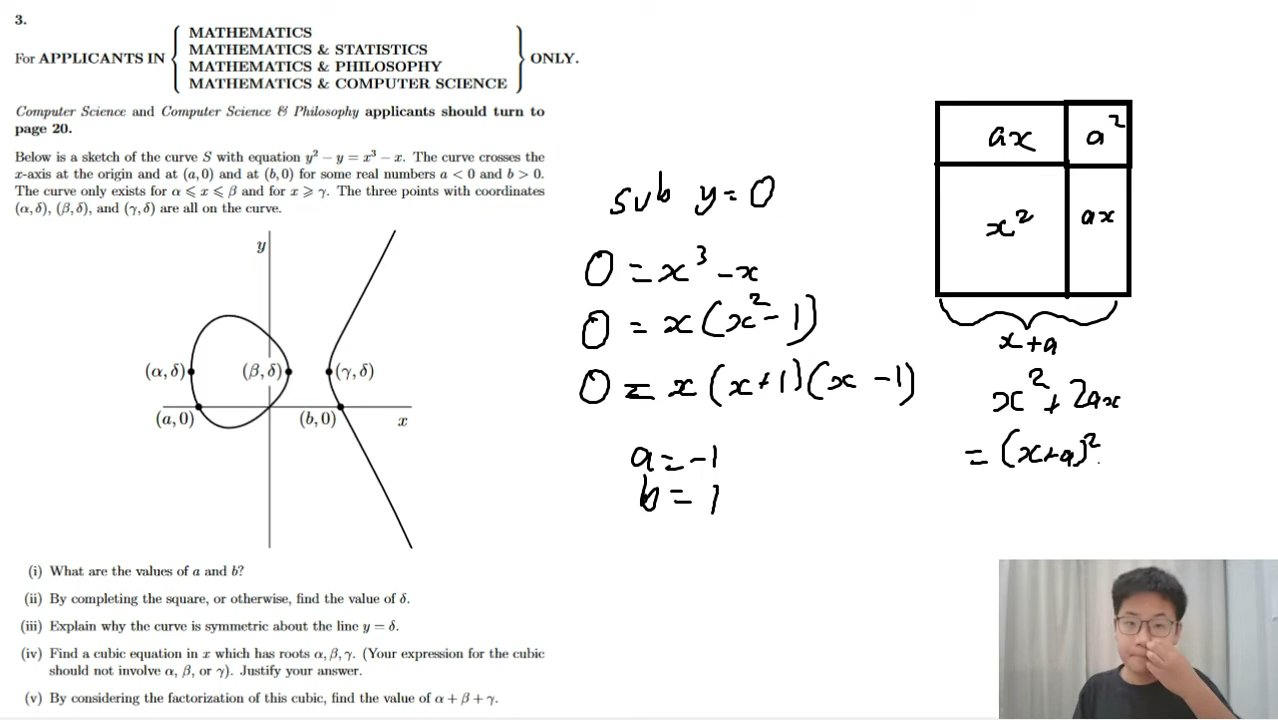 3.
For APPLICANTS IN { MATHEMATICS
MATHEMATICS & STATISTICS
MATHEMATICS & PHILOSOPHY
MATHEMATICS & COMPUTER SCIENCE } ONLY.
Computer Science and Computer Science & Philosophy applicants should turn to
page 20.
Below is a sketch of the curve S with equation y² − y = x³ − x. The curve crosses the
x-axis at the origin and at (a, 0) and at (b, 0) for some real numbers a < 0 and b > 0.
The curve only exists for α ⩽ x ⩽ β and for x ⩾ γ. The three points with coordinates
(α, δ), (β, δ), and (γ, δ) are all on the curve.
y
(α, δ)
(β, δ)
(γ, δ)
(a, 0)
(b, 0)
x
(i) What are the values of a and b?
(ii) By completing the square, or otherwise, find the value of δ.
(iii) Explain why the curve is symmetric about the line y = δ.
(iv) Find a cubic equation in x which has roots α, β, γ. (Your expression for the cubic
should not involve α, β, or γ). Justify your answer.
(v) By considering the factorization of this cubic, find the value of α + β + γ.
sub y = 0
0 = x³ − x
0 = x(x² − 1)
0 = x(x+1)(x −1)
a = −1
b = 1
ax
a²
x²
ax
x+a
x² + 2ax
= (x+a)²